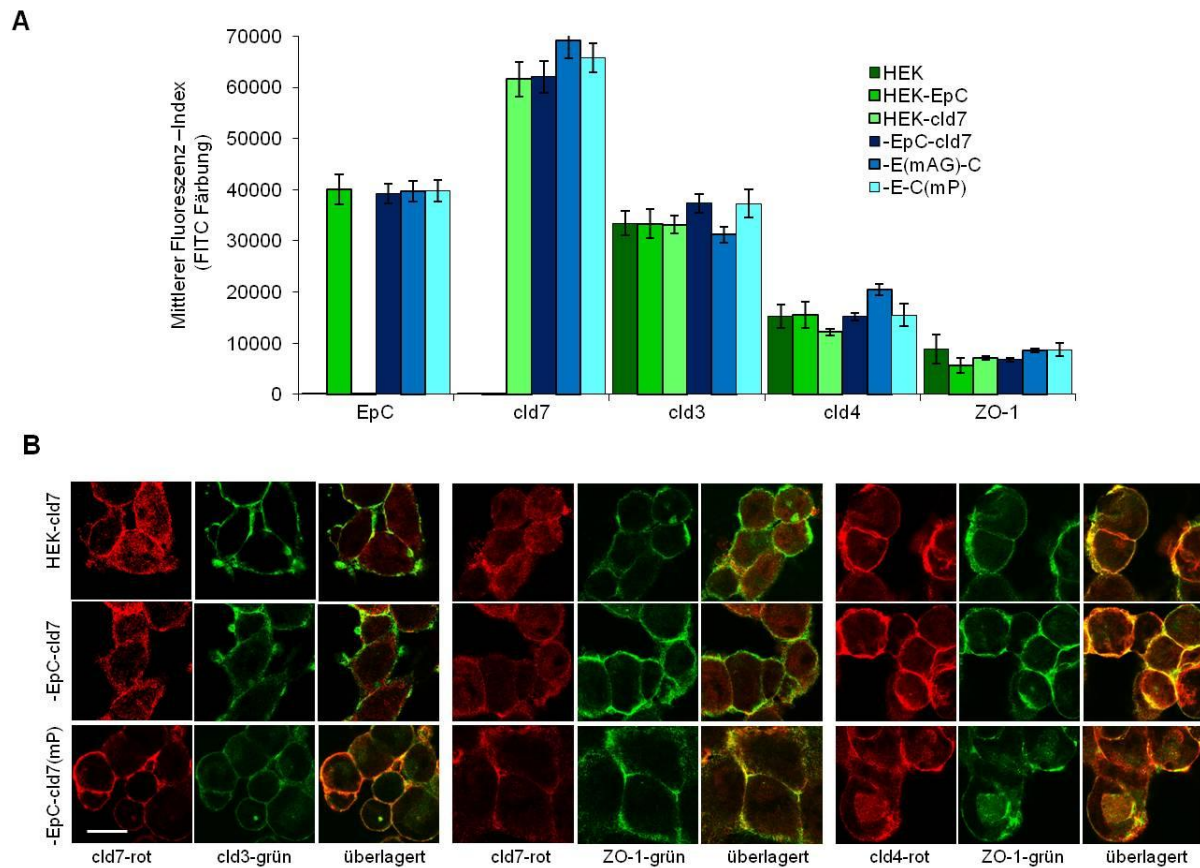 A
Mittlerer Fluoreszenz –Index
(FITC Färbung)
70000
60000
50000
40000
30000
20000
10000
0
EpC
cld7
cld3
cld4
ZO-1
HEK
HEK-EpC
HEK-cld7
-EpC-cld7
-E(mAG)-C
-E-C(mP)
B
HEK-cld7
-EpC-cld7
-EpC-cld7(mP)
cld7-rot cld3-grün überlagert cld7-rot ZO-1-grün überlagert cld4-rot ZO-1-grün überlagert